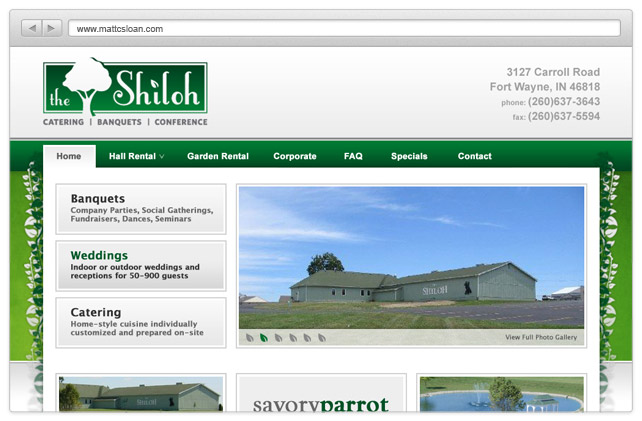 www.mattcsloan.com
the Shiloh
CATERING | BANQUETS | CONFERENCE
3127 Carroll Road
Fort Wayne, IN 46818
phone: (260)637-3643
fax: (260)637-5594
Home
Hall Rental
Garden Rental
Corporate
FAQ
Specials
Contact
Banquets
Company Parties, Social Gatherings,
Fundraisers, Dances, Seminars
Weddings
Indoor or outdoor weddings and
receptions for 50-900 guests
Catering
Home-style cuisine individually
customized and prepared on-site
SHILOH
View Full Photo Gallery
SHILOH
savoryparrot